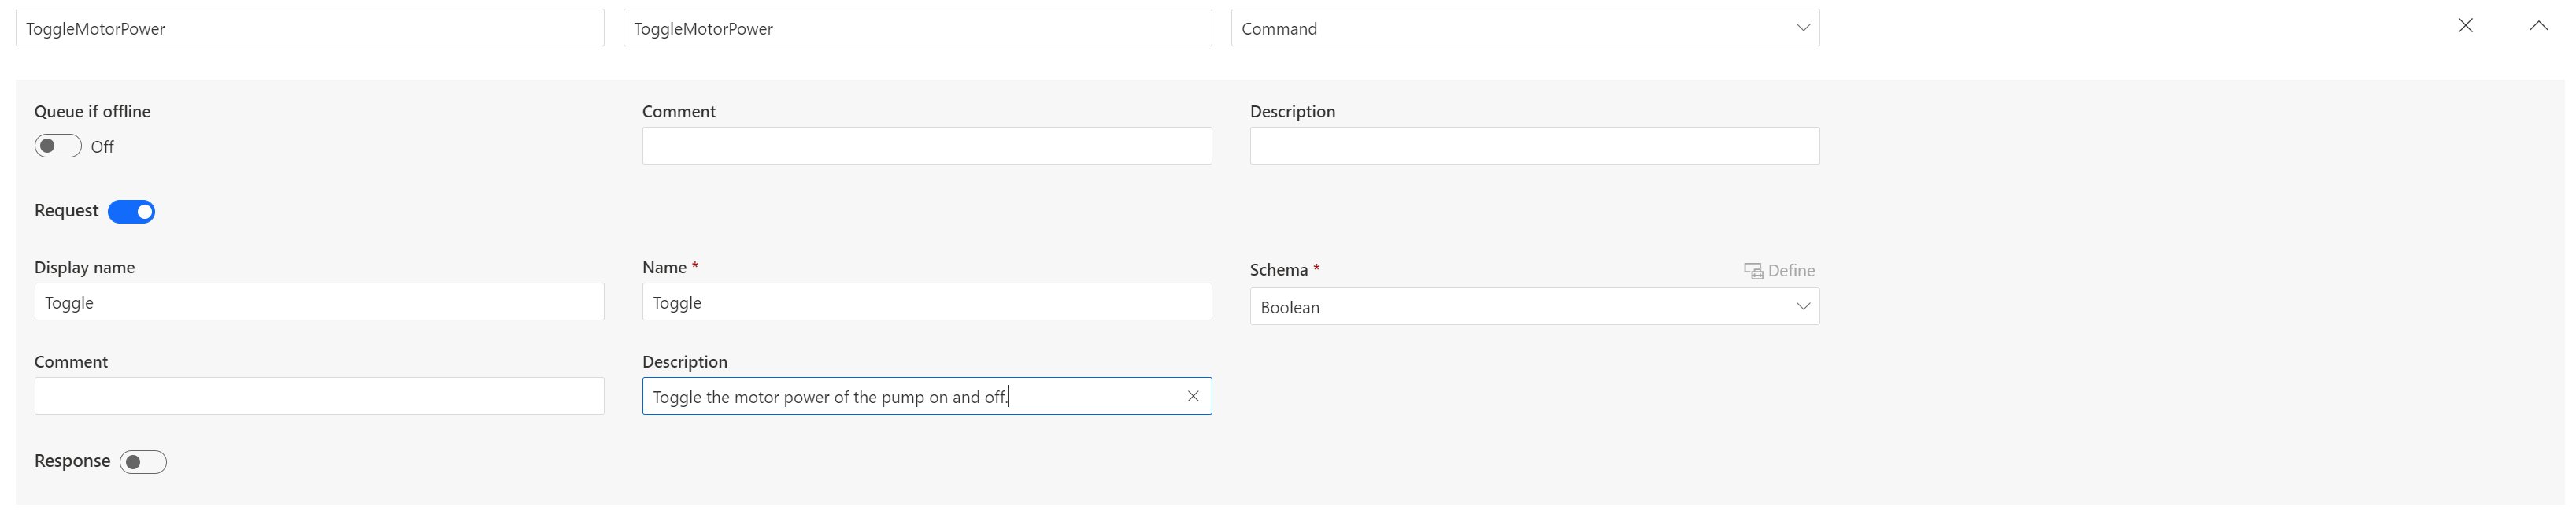 ToggleMotorPower ToggleMotorPower Command
Queue if offline Comment Description
Off
Request
Display name Name * Schema * Define
Toggle Toggle Boolean
Comment Description
Toggle the motor power of the pump on and off.
Response